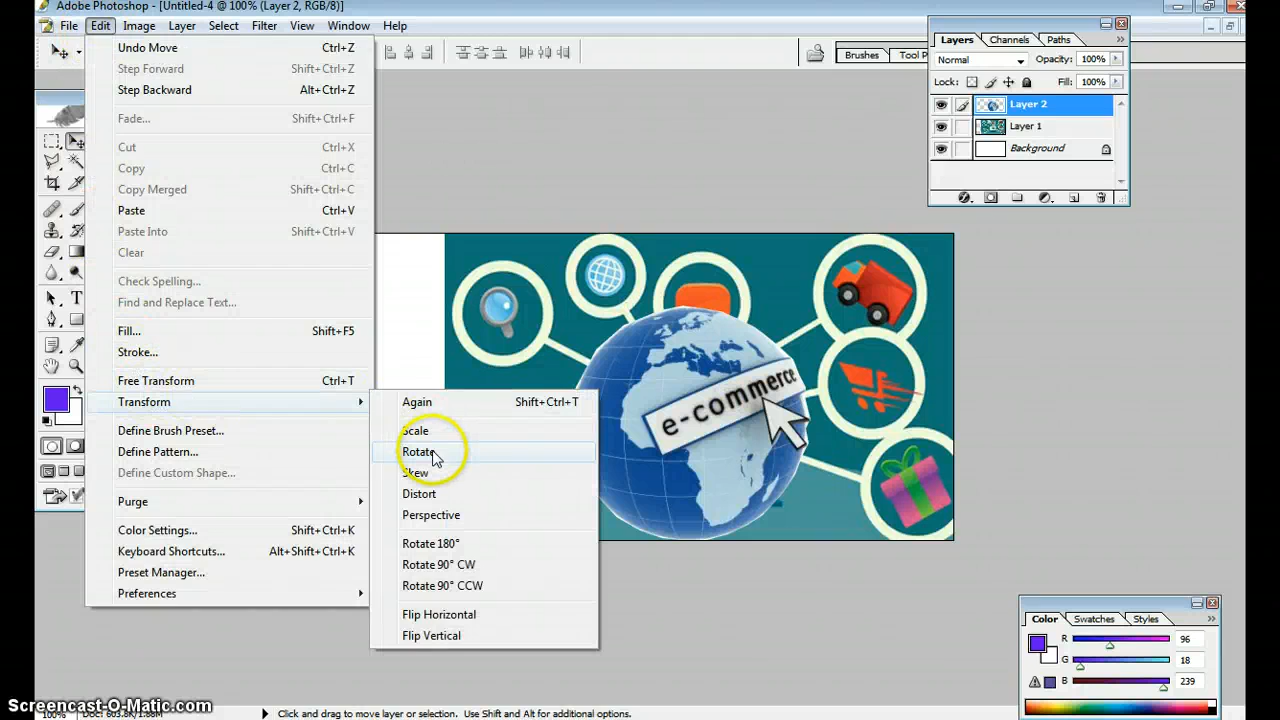 Adobe Photoshop - [Untitled-4 @ 100% (Layer 2, RGB/8)]
File Edit Image Layer Select Filter View Window Help
Brushes Tool P
Undo Move Ctrl+Z
Step Forward Shift+Ctrl+Z
Step Backward Alt+Ctrl+Z
Fade... Shift+Ctrl+F
Cut Ctrl+X
Copy Ctrl+C
Copy Merged Shift+Ctrl+C
Paste Ctrl+V
Paste Into Shift+Ctrl+V
Clear
Check Spelling...
Find and Replace Text...
Fill... Shift+F5
Stroke...
Free Transform Ctrl+T
Transform
Define Brush Preset...
Define Pattern...
Define Custom Shape...
Purge
Color Settings... Shift+Ctrl+K
Keyboard Shortcuts... Alt+Shift+Ctrl+K
Preset Manager...
Preferences
Again Shift+Ctrl+T
Scale
Rotate
Skew
Distort
Perspective
Rotate 180°
Rotate 90° CW
Rotate 90° CCW
Flip Horizontal
Flip Vertical
e-commerce
Layers Channels Paths
Normal Opacity: 100%
Lock: Fill: 100%
Layer 2
Layer 1
Background
Color Swatches Styles
R 96
G 18
B 239
Screencast-O-Matic.com
100% Doc: 603.8K/1.88M Click and drag to move layer or selection. Use Shift and Alt for additional options.